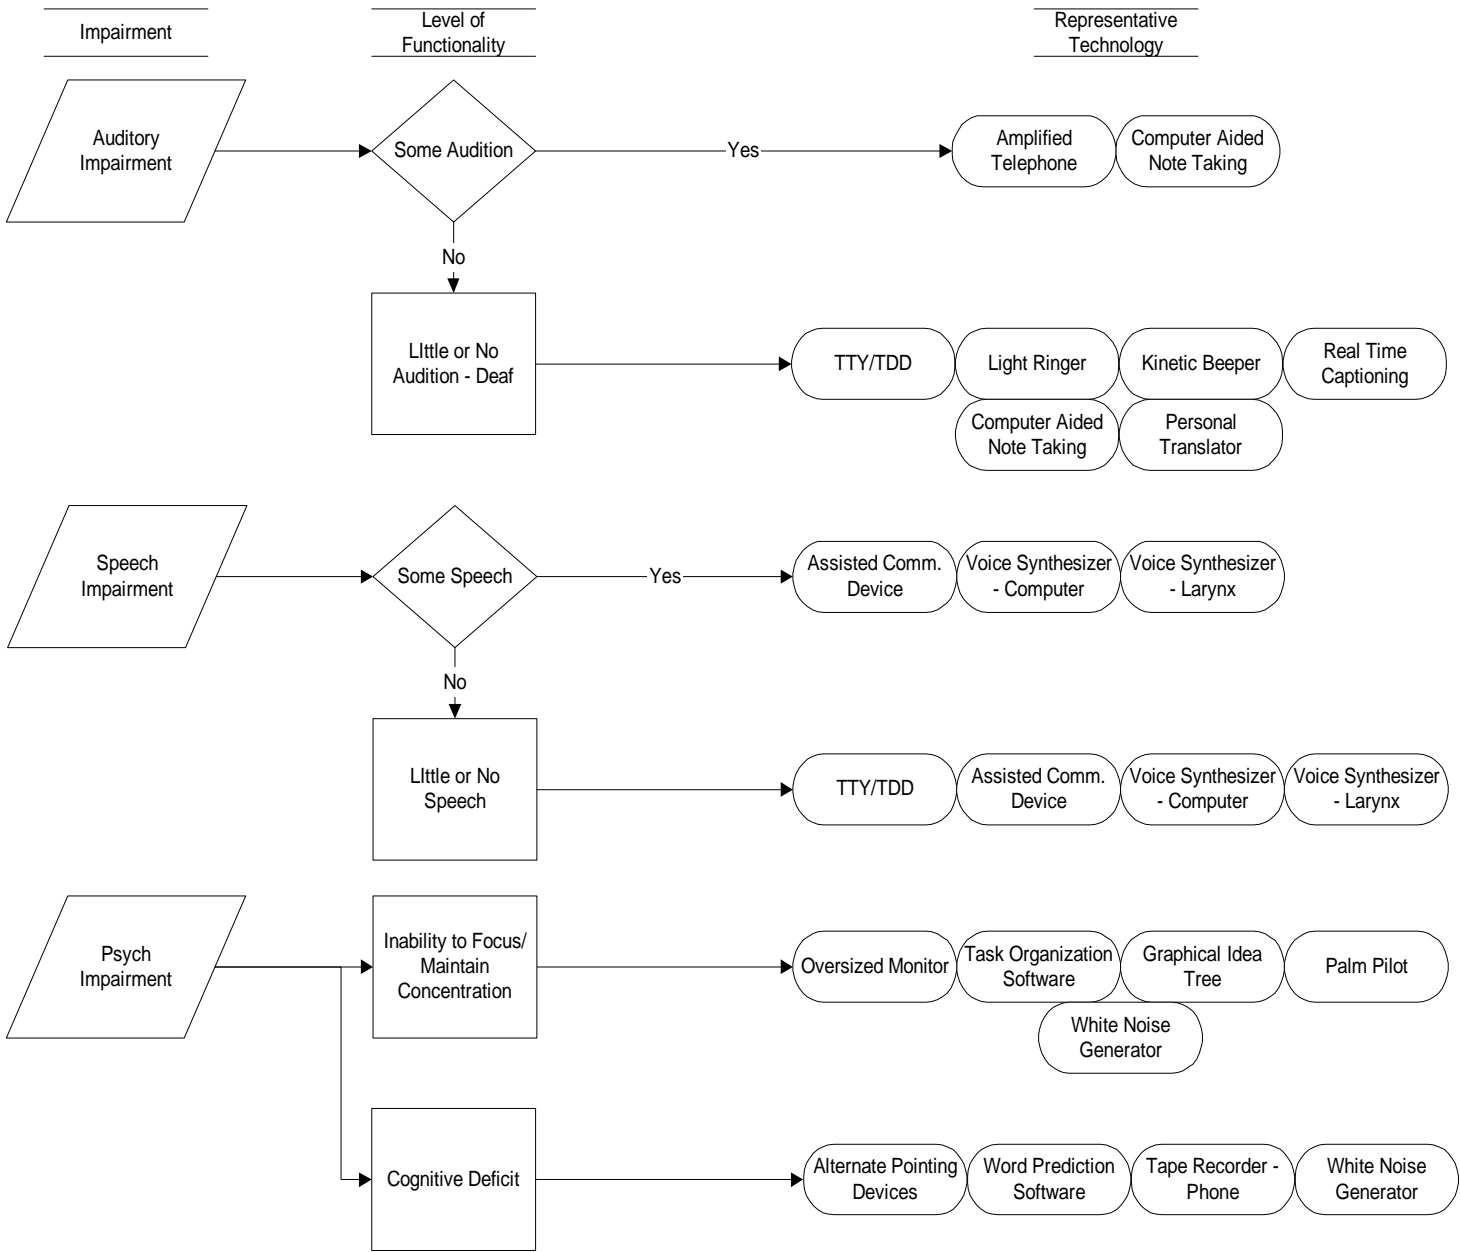 Impairment
Level of
Functionality
Representative
Technology
Auditory
Impairment
Some Audition
Yes
Amplified
Telephone
Computer Aided
Note Taking
No
LIttle or No
Audition - Deaf
TTY/TDD
Light Ringer
Kinetic Beeper
Real Time
Captioning
Computer Aided
Note Taking
Personal
Translator
Speech
Impairment
Some Speech
Yes
Assisted Comm.
Device
Voice Synthesizer
- Computer
Voice Synthesizer
- Larynx
No
LIttle or No
Speech
TTY/TDD
Assisted Comm.
Device
Voice Synthesizer
- Computer
Voice Synthesizer
- Larynx
Psych
Impairment
Inability to Focus/
Maintain
Concentration
Oversized Monitor
Task Organization
Software
Graphical Idea
Tree
Palm Pilot
White Noise
Generator
Cognitive Deficit
Alternate Pointing
Devices
Word Prediction
Software
Tape Recorder -
Phone
White Noise
Generator